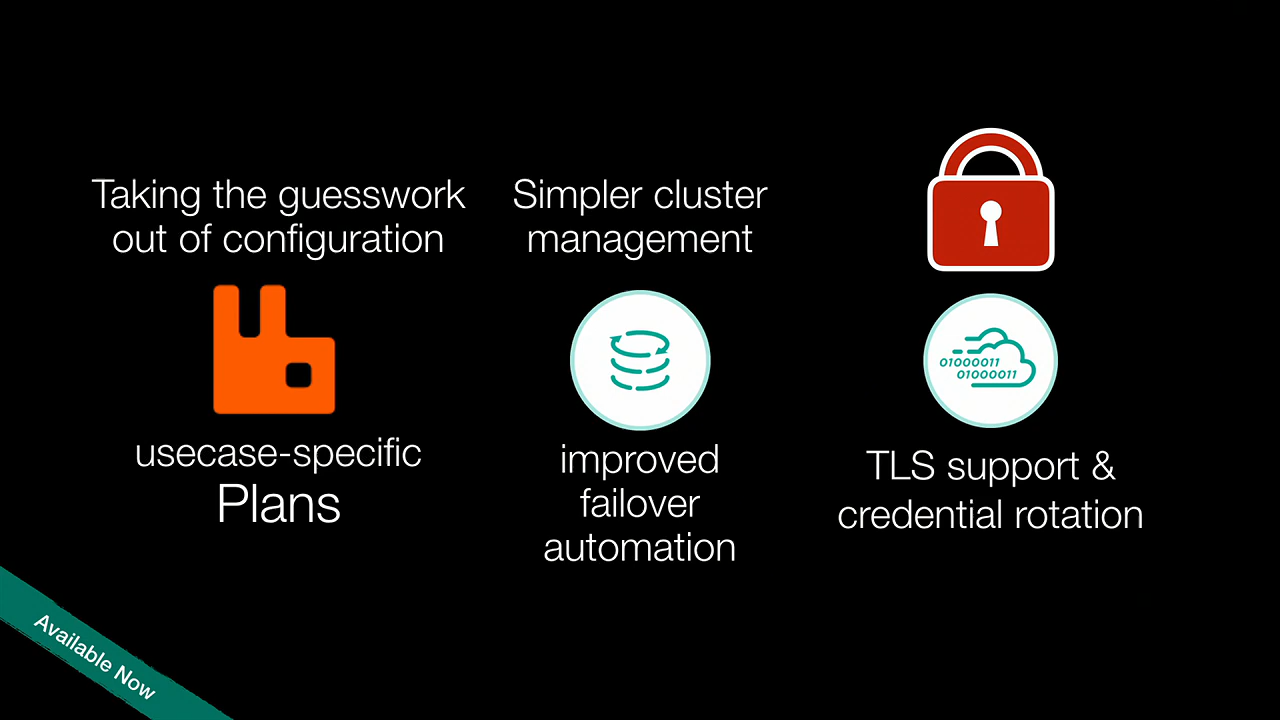 Taking the guesswork
out of configuration
usecase-specific
Plans
Simpler cluster
management
improved
failover
automation
01000011
01000011
TLS support &
credential rotation
Available Now